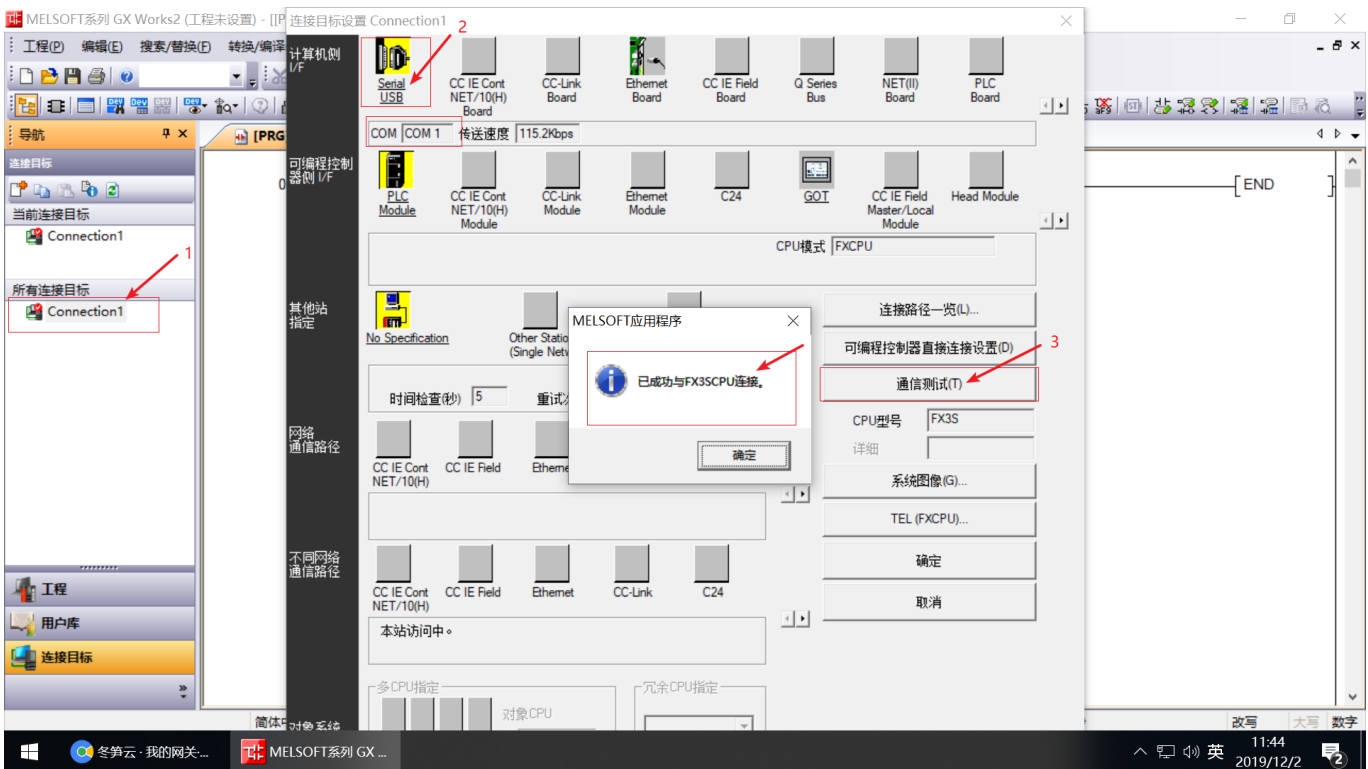 MELSOFT系列 GX Works2 (工程未设置) - [[P
连接目标设置 Connection1
2
工程(P) 编辑(E) 搜索/替换(F) 转换/编译
导航
[PRG
连接目标
当前连接目标
Connection1
1
所有连接目标
Connection1
工程
用户库
连接目标
简体中
计算机侧
I/F
Serial
USB
CC IE Cont
NET/10(H)
Board
CC-Link
Board
Ethernet
Board
CC IE Field
Board
Q Series
Bus
NET(II)
Board
PLC
Board
COM COM 1 传送速度 115.2Kbps
可编程控制
器侧 I/F
PLC
Module
CC IE Cont
NET/10(H)
Module
CC-Link
Module
Ethernet
Module
C24
GOT
CC IE Field
Master/Local
Module
Head Module
CPU模式 FXCPU
0
END
其他站
指定
No Specification
Other Statio
(Single Netw
时间检查(秒) 5 重试次
MELSOFT应用程序
已成功与FX3SCPU连接。
确定
连接路径一览(L)...
可编程控制器直接连接设置(D)
3
通信测试(T)
CPU型号 FX3S
详细
系统图像(G)...
TEL (FXCPU)...
确定
取消
网络
通信路径
CC IE Cont
NET/10(H)
CC IE Field
Etherne
不同网络
通信路径
CC IE Cont
NET/10(H)
CC IE Field
Ethernet
CC-Link
C24
本站访问中。
多CPU指定
对象CPU
冗余CPU指定
对象系统
改写 大写 数字
冬笋云 · 我的网关·...
MELSOFT系列 GX ...
英
11:44
2019/12/2
2